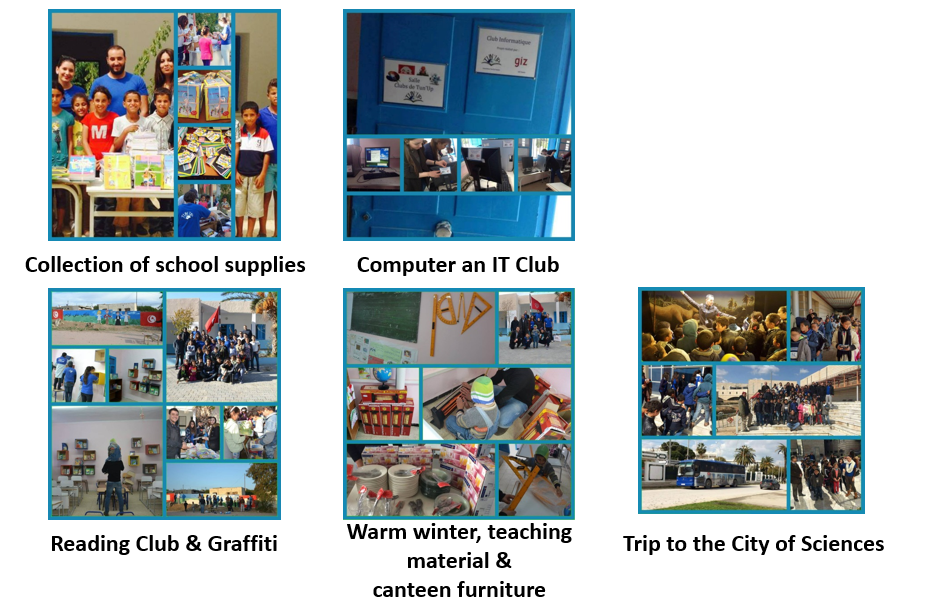 Club Informatique
giz
Salle
Clubs de Tun'Up
M
Collection of school supplies
Computer an IT Club
Reading Club & Graffiti
Warm winter, teaching
material &
canteen furniture
Trip to the City of Sciences